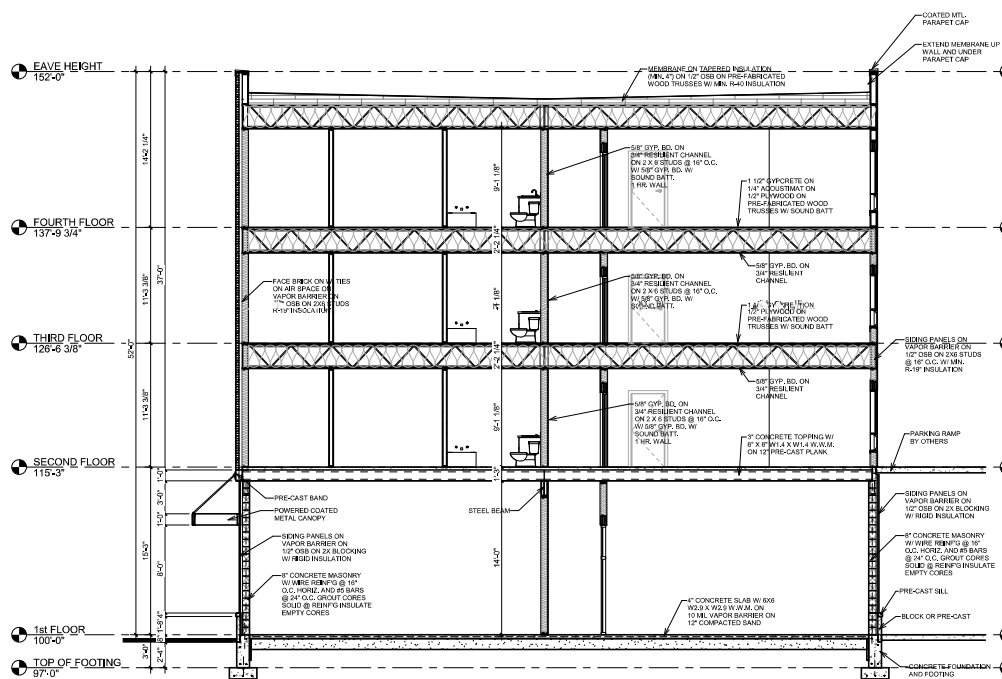 COATED MTL.
PARAPET CAP
EXTEND MEMBRANE UP
WALL AND UNDER
PARAPET CAP
EAVE HEIGHT
152'-0"
MEMBRANE ON TAPERED INSULATION
(MIN. 4") ON 1/2" OSB ON PRE-FABRICATED
WOOD TRUSSES W/ MIN. R-40 INSULATION
14'-2 1/4"
5/8" GYP. BD. ON
3/4" RESILIENT CHANNEL
ON 2 X 6 STUDS @ 16" O.C.
W/ 5/8" GYP. BD. W/
SOUND BATT.
1 HR. WALL
9'-1 1/8"
1 1/2" GYPCRETE ON
1/4" ACOUSTIMAT ON
1/2" PLYWOOD ON
PRE-FABRICATED WOOD
TRUSSES W/ SOUND BATT
FOURTH FLOOR
137'-9 3/4"
2'-2 1/4"
37'-0"
11'-3 3/8"
52'-0"
FACE BRICK ON W/ TIES
ON AIR SPACE ON
VAPOR BARRIER ON
OSB ON 2X6 STUDS
R-19 INSULATION
5/8" GYP. BD. ON
3/4" RESILIENT
CHANNEL
5/8" GYP. BD. ON
3/4" RESILIENT CHANNEL
ON 2 X 6 STUDS @ 16" O.C.
W/ 5/8" GYP. BD. W/
SOUND BATT.
1/2" PLYWOOD ON
PRE-FABRICATED WOOD
TRUSSES W/ SOUND BATT
THIRD FLOOR
126'-6 3/8"
2'-2 1/4"
SIDING PANELS ON
VAPOR BARRIER ON
1/2" OSB ON 2X6 STUDS
@ 16" O.C. W/ MIN.
R-19" INSULATION
5/8" GYP. BD. ON
3/4" RESILIENT
CHANNEL
11'-3 3/8"
9'-1 1/8"
5/8" GYP. BD. ON
3/4" RESILIENT CHANNEL
ON 2 X 6 STUDS @ 16" O.C.
W/ 5/8" GYP. BD. W/
SOUND BATT.
1 HR. WALL
3" CONCRETE TOPPING W/
6" X 6" W1.4 X W1.4 W.W.M.
ON 12" PRE-CAST PLANK
PARKING RAMP
BY OTHERS
SECOND FLOOR
115'-3"
1'-0"
1'-3"
3'-0"
1'-0"
PRE-CAST BAND
POWERED COATED
METAL CANOPY
STEEL BEAM
SIDING PANELS ON
VAPOR BARRIER ON
1/2" OSB ON 2X BLOCKING
W/ RIGID INSULATION
SIDING PANELS ON
VAPOR BARRIER ON
1/2" OSB ON 2X BLOCKING
W/ RIGID INSULATION
15'-3"
8'-0"
14'-0"
8" CONCRETE MASONRY
W/ WIRE REINF'G @ 16"
O.C. HORIZ. AND #5 BARS
@ 24" O.C. GROUT CORES
SOLID @ REINF'G INSULATE
EMPTY CORES
8" CONCRETE MASONRY
W/ WIRE REINF'G @ 16"
O.C. HORIZ. AND #5 BARS
@ 24" O.C. GROUT CORES
SOLID @ REINF'G INSULATE
EMPTY CORES
4" CONCRETE SLAB W/ 6X6
W2.9 X W2.9 W.W.M. ON
10 MIL VAPOR BARRIER ON
12" COMPACTED SAND
PRE-CAST SILL
BLOCK OR PRE-CAST
1st FLOOR
100'-0"
8"
3'-0"
2'-4"
TOP OF FOOTING
97'-0"
CONCRETE FOUNDATION
AND FOOTING